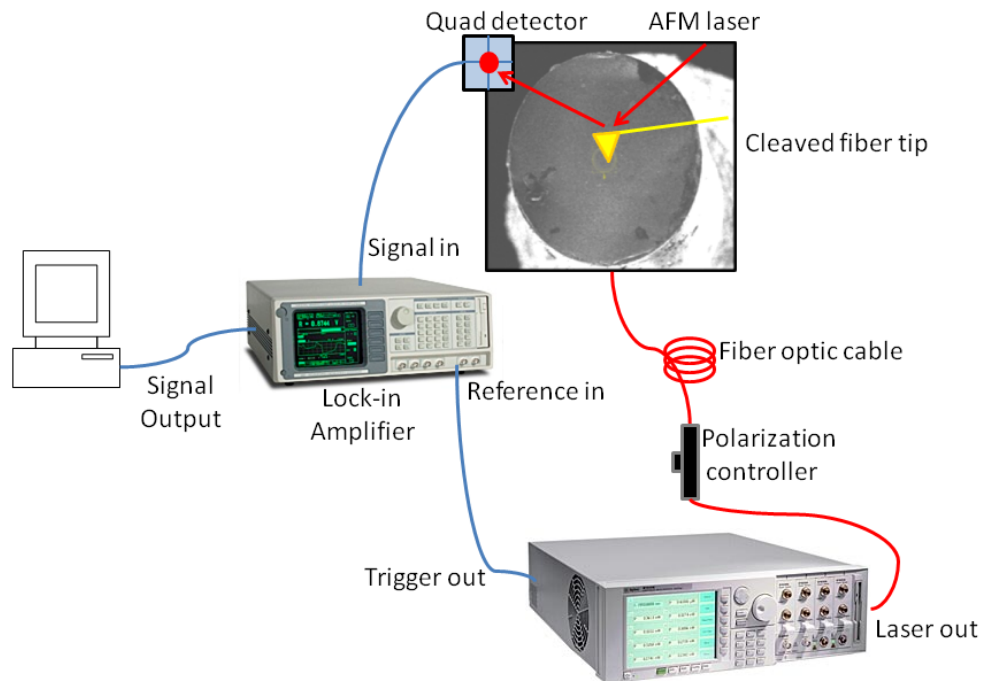 Quad detector
AFM laser
Cleaved fiber tip
Signal in
Fiber optic cable
Signal
Output
Lock-in
Amplifier
Reference in
Polarization
controller
Trigger out
Laser out